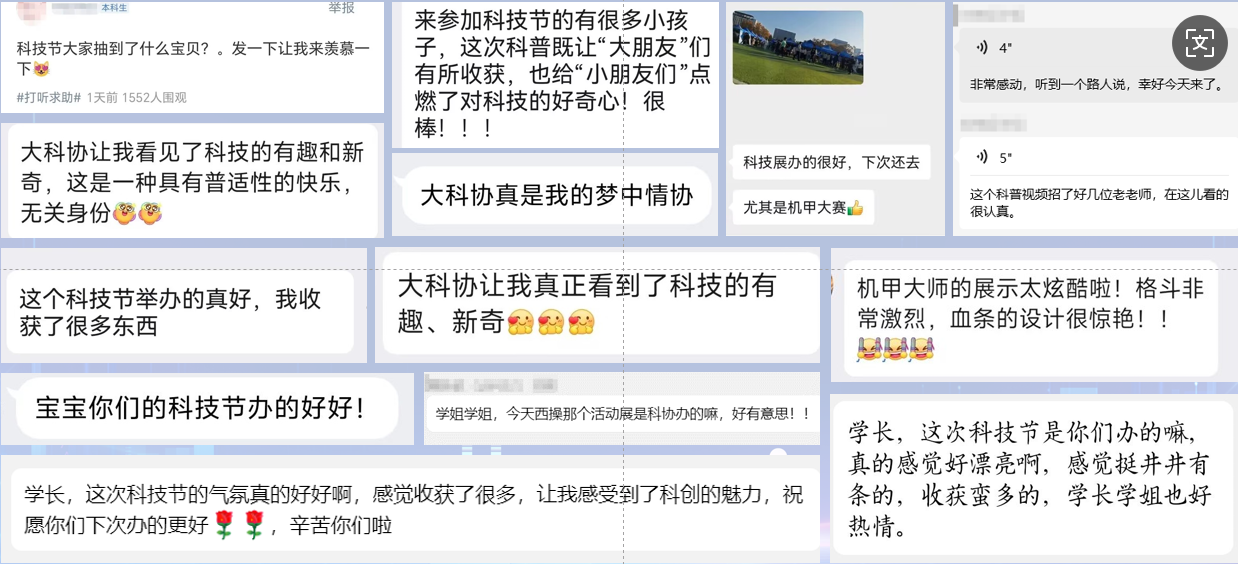 本科生
举报
科技节大家抽到了什么宝贝？。发一下让我来羡慕一
下😻
#打听求助# 1天前 1552人围观
来参加科技节的有很多小孩
子，这次科普既让“大朋友”们
有所收获，也给“小朋友们”点
燃了对科技的好奇心！很
棒！！！
科技展办的很好，下次还去
尤其是机甲大赛👍
4"
非常感动，听到一个路人说，幸好今天来了。
5"
这个科普视频招了好几位老老师，在这儿看的
很认真。
大科协让我看见了科技的有趣和新
奇，这是一种具有普适性的快乐，
无关身份
大科协真是我的梦中情协
这个科技节举办的真好，我收
获了很多东西
大科协让我真正看到了科技的有
趣、新奇
机甲大师的展示太炫酷啦！格斗非
常激烈，血条的设计很惊艳！！
宝宝你们的科技节办的好好！
学姐学姐，今天西操那个活动展是科协办的嘛，好有意思！！
学长，这次科技节是你们办的嘛，
真的感觉好漂亮啊，感觉挺井井有
条的，收获蛮多的，学长学姐也好
热情。
学长，这次科技节的气氛真的好好啊，感觉收获了很多，让我感受到了科创的魅力，祝
愿你们下次办的更好🌹🌹，辛苦你们啦